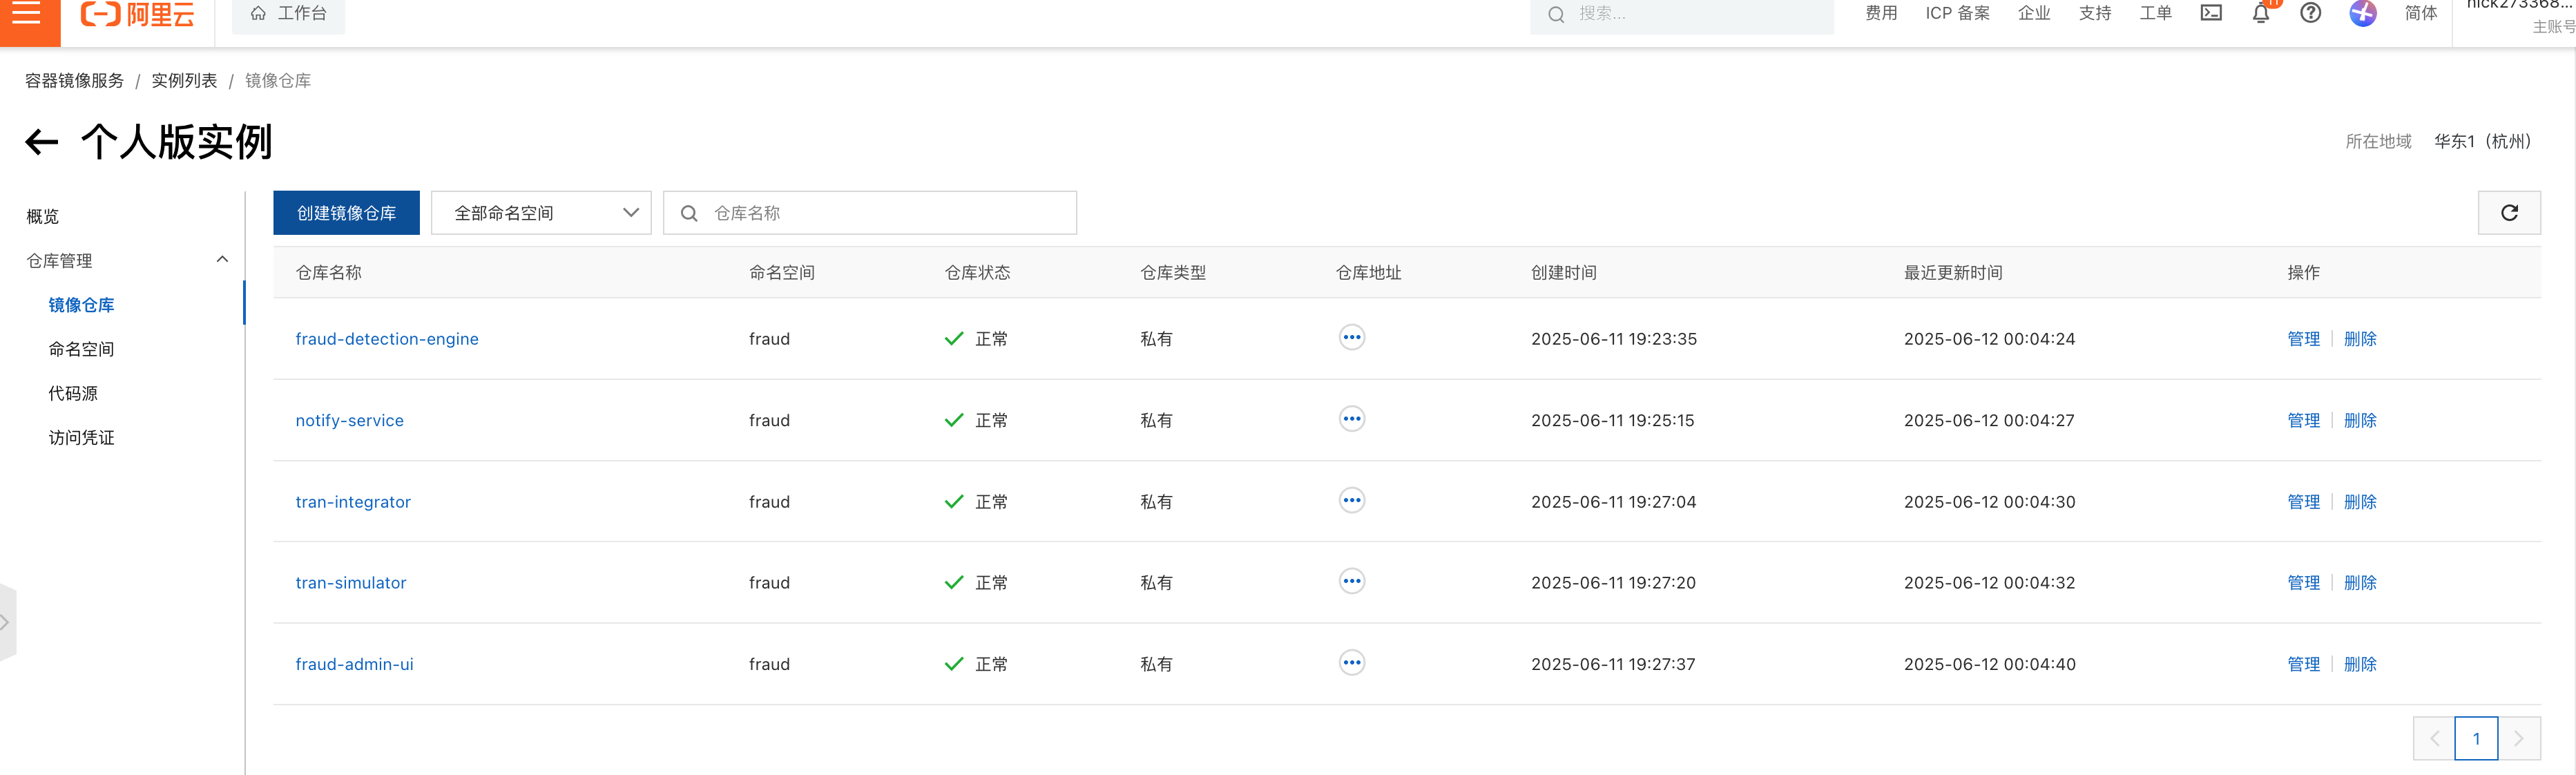 阿里云 工作台 搜索... 费用 ICP 备案 企业 支持 工单 11 简体 nick273368...
主账号
容器镜像服务 / 实例列表 / 镜像仓库
个人版实例 所在地域 华东1（杭州）
概览
仓库管理
镜像仓库
命名空间
代码源
访问凭证
创建镜像仓库 全部命名空间 仓库名称
仓库名称 命名空间 仓库状态 仓库类型 仓库地址 创建时间 最近更新时间 操作
fraud-detection-engine fraud 正常 私有 2025-06-11 19:23:35 2025-06-12 00:04:24 管理 删除
notify-service fraud 正常 私有 2025-06-11 19:25:15 2025-06-12 00:04:27 管理 删除
tran-integrator fraud 正常 私有 2025-06-11 19:27:04 2025-06-12 00:04:30 管理 删除
tran-simulator fraud 正常 私有 2025-06-11 19:27:20 2025-06-12 00:04:32 管理 删除
fraud-admin-ui fraud 正常 私有 2025-06-11 19:27:37 2025-06-12 00:04:40 管理 删除
1